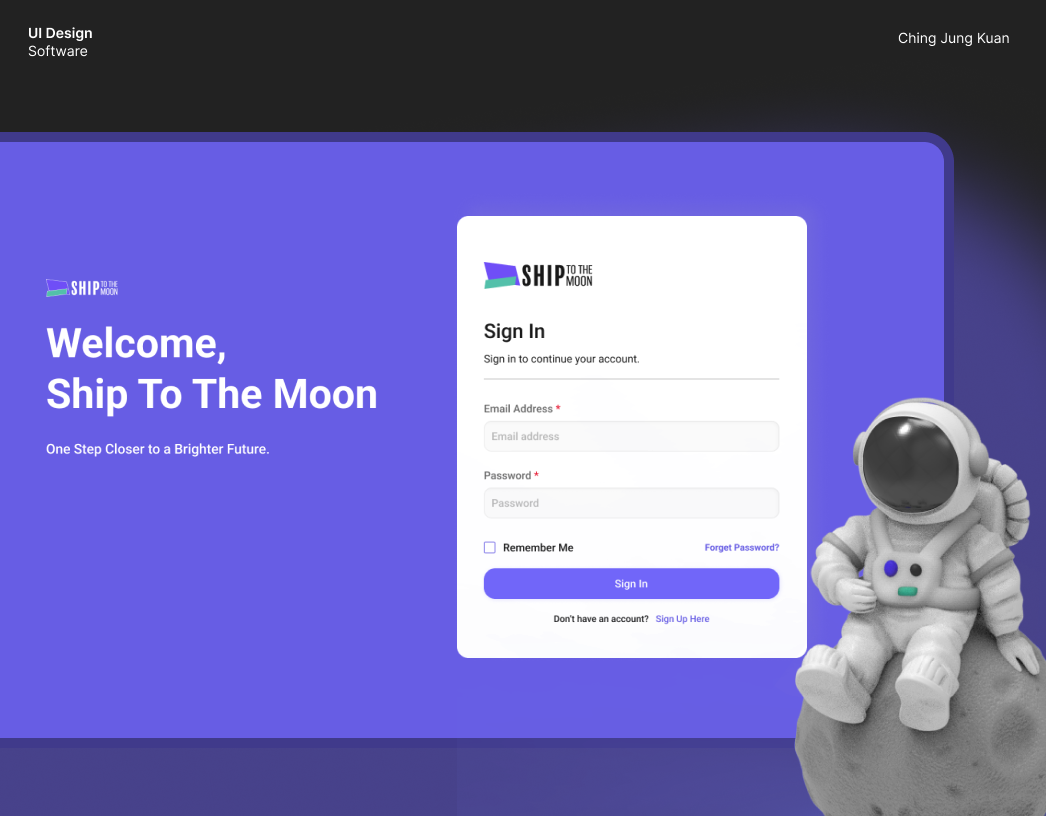 UI Design
Software
Ching Jung Kuan
SHIP TO THE MOON
Welcome,
Ship To The Moon
One Step Closer to a Brighter Future.
SHIP TO THE MOON
Sign In
Sign in to continue your account.
Email Address *
Email address
Password *
Password
Remember Me
Forget Password?
Sign In
Don't have an account? Sign Up Here